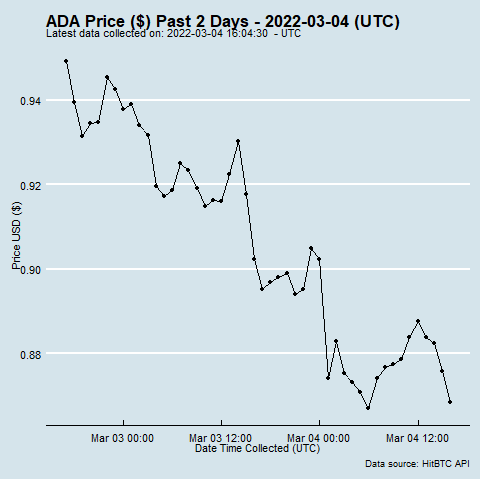 ADA Price ($) Past 2 Days - 2022-03-04 (UTC)
Latest data collected on: 2022-03-04 16:04:30  - UTC
0.94
0.92
0.90
0.88
Price USD ($)
Mar 03 00:00 Mar 03 12:00 Mar 04 00:00 Mar 04 12:00
Date Time Collected (UTC)
Data source: HitBTC API